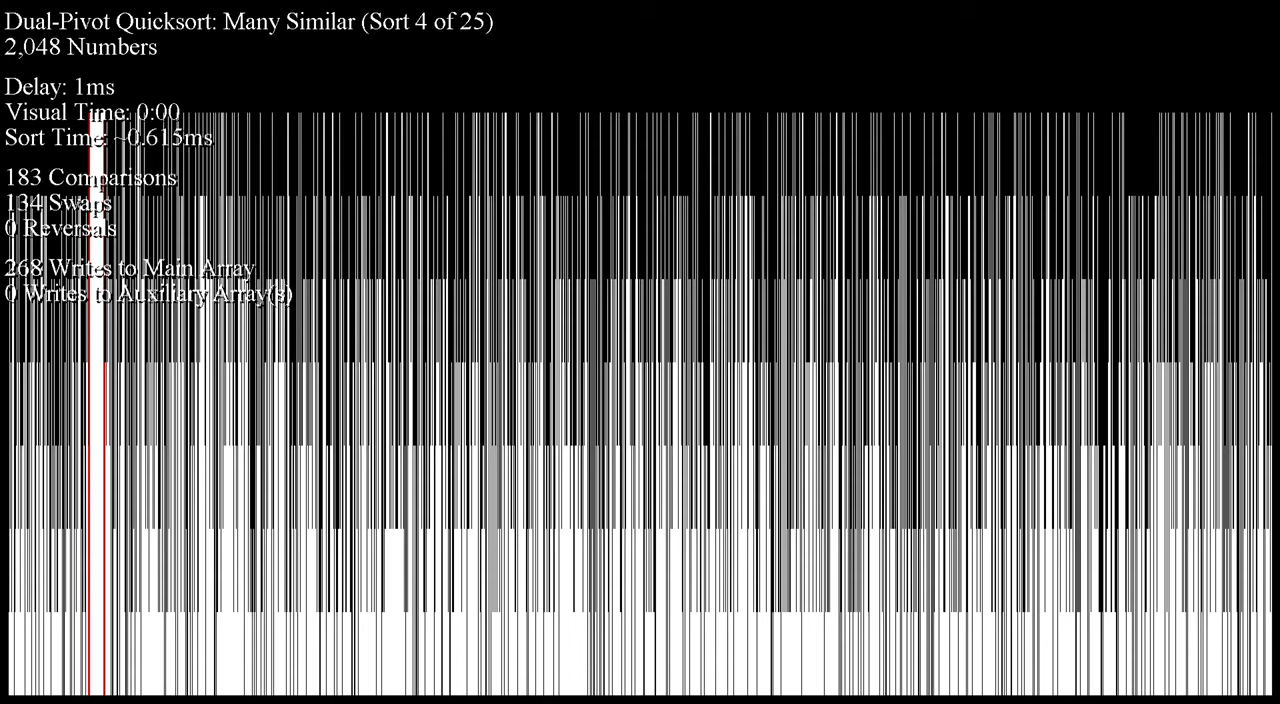 Dual-Pivot Quicksort: Many Similar (Sort 4 of 25)
2,048 Numbers
Delay: 1ms
Visual Time: 0:00
Sort Time: ~0.615ms
183 Comparisons
134 Swaps
0 Reversals
268 Writes to Main Array
0 Writes to Auxiliary Array(s)